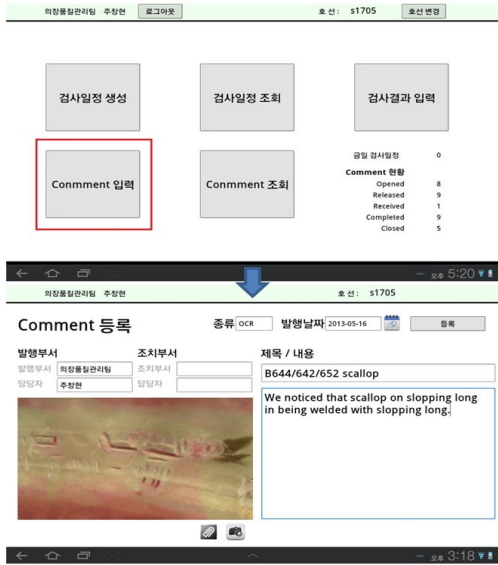 의장품질관리팀 주창현 로그아웃 호 선 : s1705 호선 변경
검사일정 생성 검사일정 조회 검사결과 입력
Conmment 입력 Conmment 조회
금일 검사일정 0
Comment 현황
Opened 8
Released 9
Received 1
Completed 9
Closed 5
오후 5:20
의장품질관리팀 주창현 호 선 : s1705
Comment 등록 종류 OCR 발행날짜 2013-05-16 등록
발행부서 조치부서 제목 / 내용
발행부서 의장품질관리팀 조치부서
담당자 주창현 담당자
B644/642/652 scallop
We noticed that scallop on slopping long
in being welded with slopping long.
오후 3:18